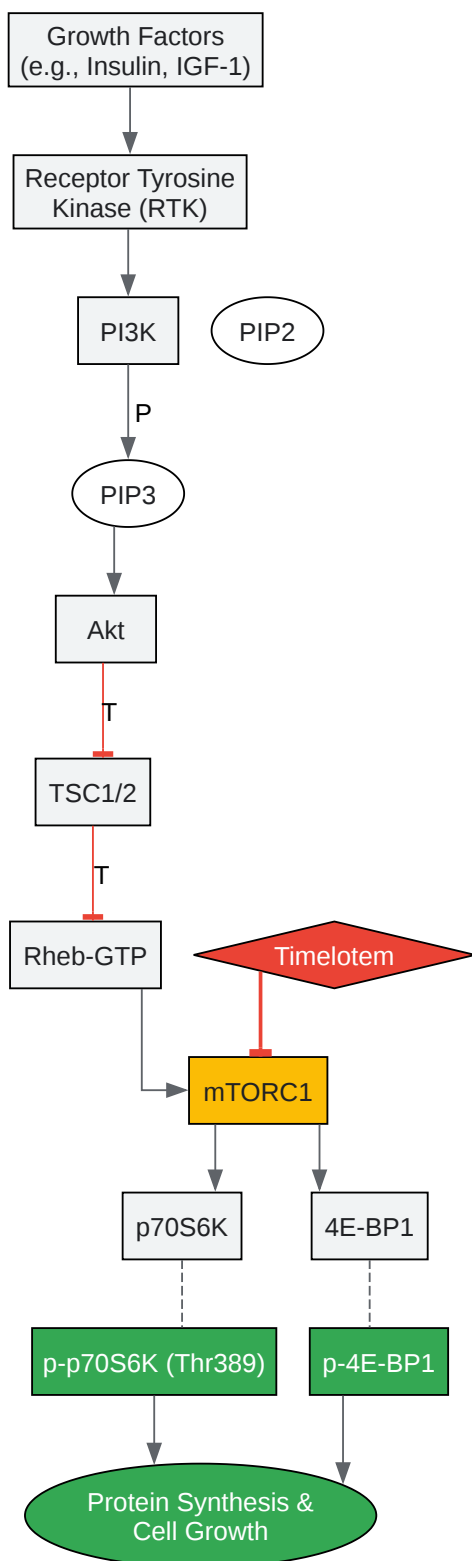 Growth Factors
(e.g., Insulin, IGF-1)
Receptor Tyrosine
Kinase (RTK)
PI3K
PIP2
P
PIP3
Akt
T
TSC1/2
T
Rheb-GTP
Timelotem
mTORC1
p70S6K
4E-BP1
p-p70S6K (Thr389)
p-4E-BP1
Protein Synthesis &
Cell Growth